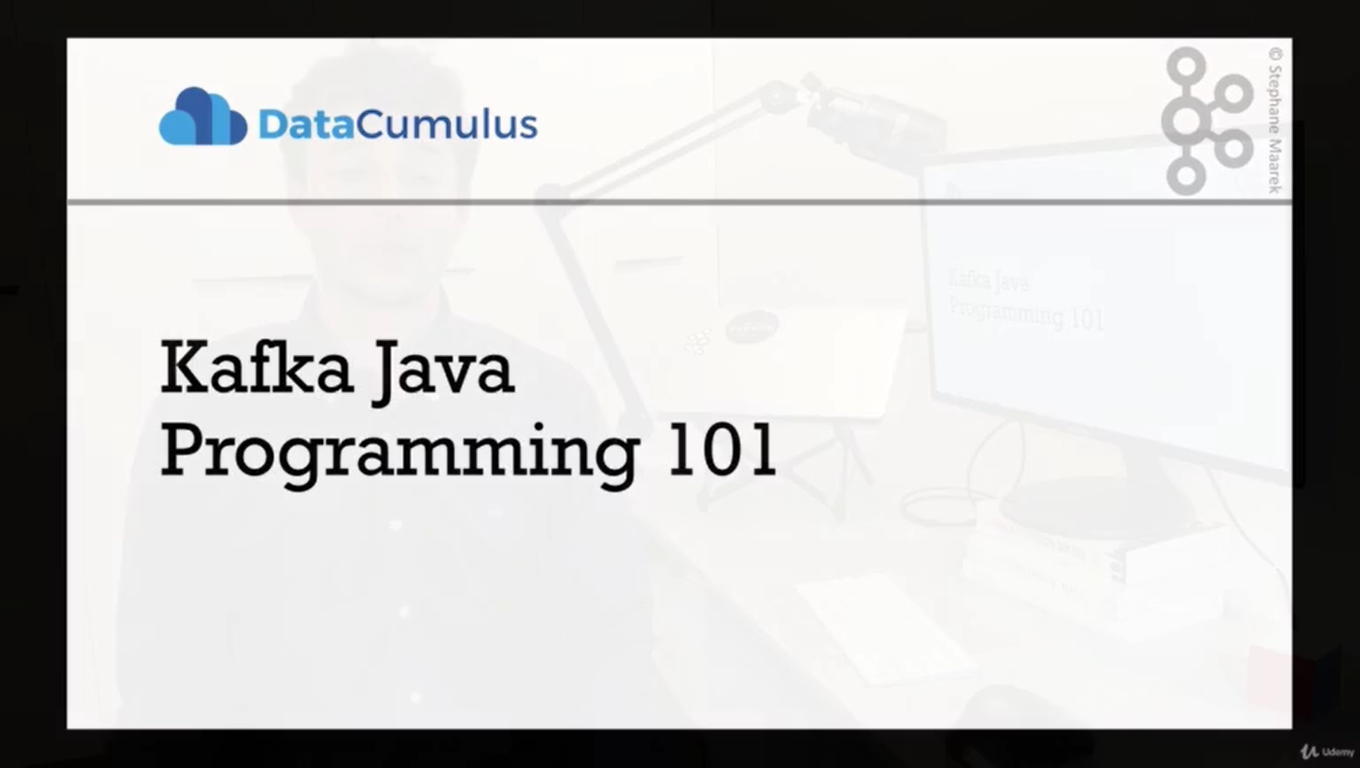 DataCumulus
© Stephane Maarek
Kafka Java
Programming 101
Kafka Java
Programming 101
Udemy